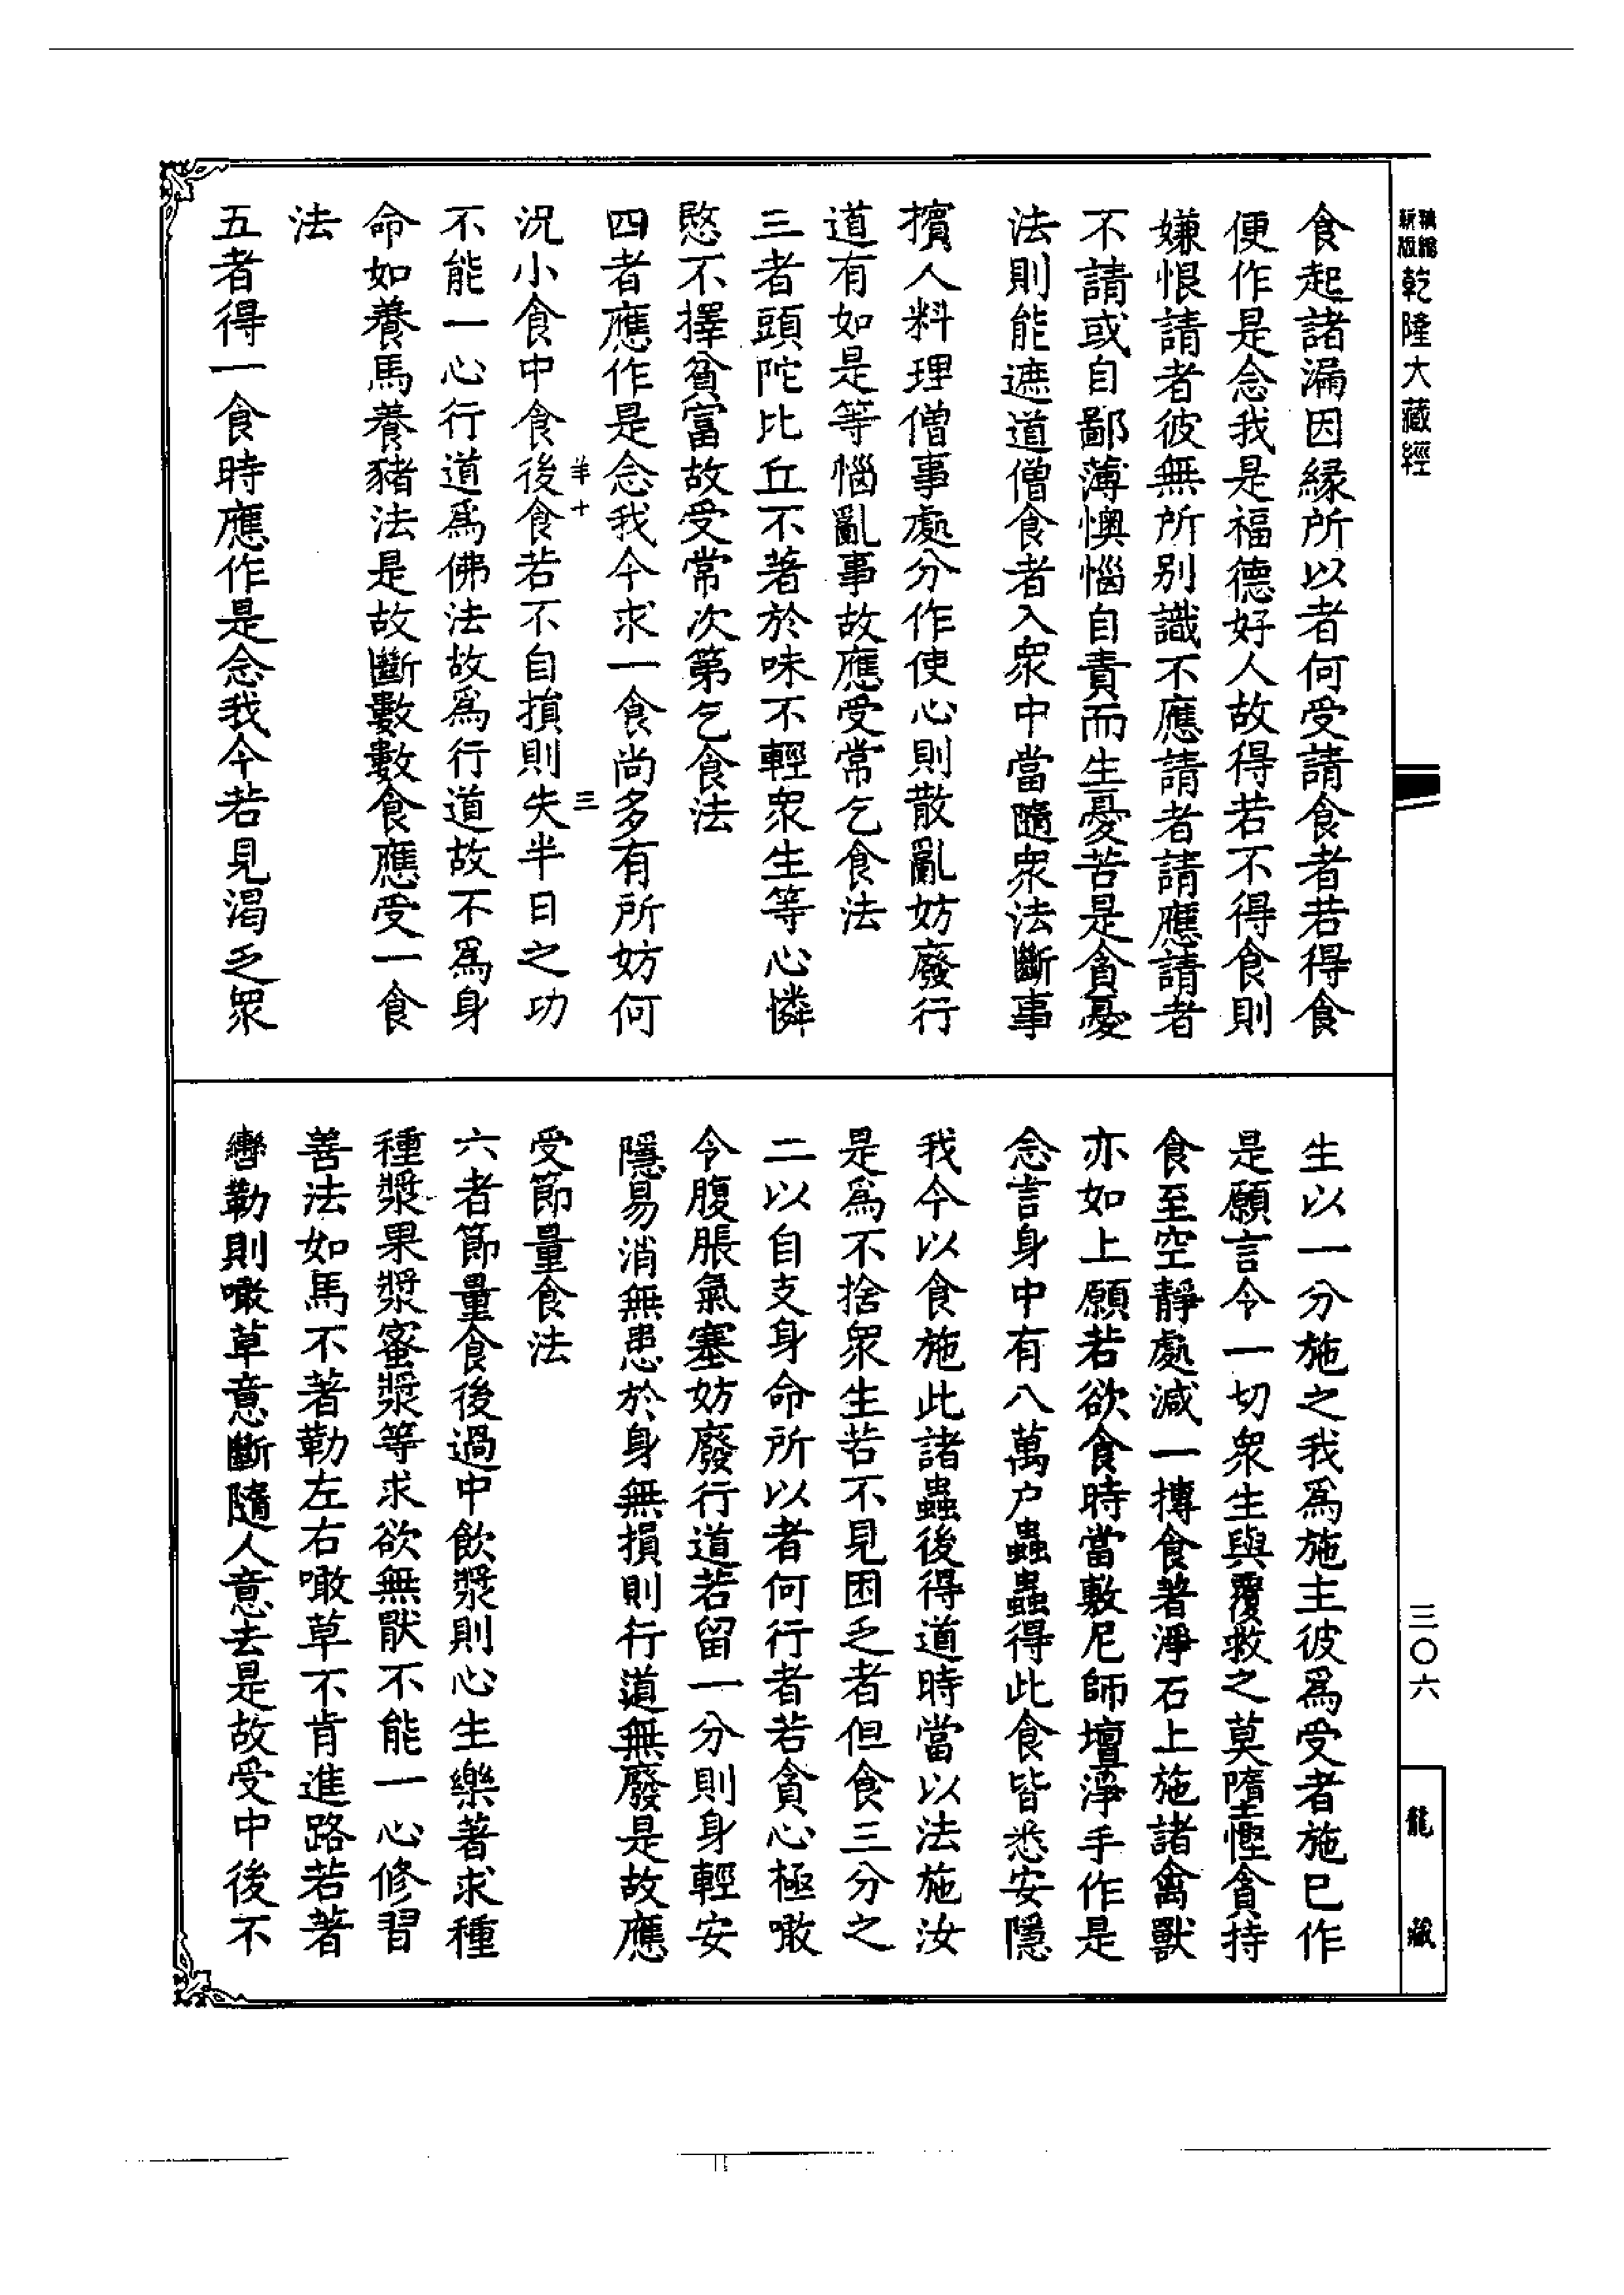 精縮新版乾隆大藏經
食起諸漏因緣所以者何受請食者若得食
便作是念我是福德好人故得若不得食則
嫌恨請者彼無所別識不應請者請應請者
不請或自鄙薄懊惱自責而生憂苦是貪憂
法則能遮道僧食者入眾中當隨眾法斷事
擯人料理僧事處分作使心則散亂妨廢行
道有如是等惱亂事故應受常乞食法
三者頭陀比丘不著於味不輕眾生等心憐
愍不擇貧富故受常次第乞食法
四者應作是念我今求一食尚多有所妨何
羊十 三
況小食中食後食若不自損則失半日之功
不能一心行道為佛法故為行道故不為身
命如養馬養豬法是故斷數數食應受一食
法
五者得一食時應作是念我今若見渴乏眾
生以一分施之我為施主彼為受者施已作
是願言令一切眾生與覆救之莫墮慳貪持
食至空靜處減一摶食著淨石上施諸禽獸
亦如上願若欲食時當敷尼師壇淨手作是
念言身中有八萬戶蟲蟲得此食皆悉安隱
我今以食施此諸蟲後得道時當以法施汝
是為不捨眾生若不見困乏者但食三分之
二以自支身命所以者何行者若貪心極噉
令腹脹氣塞妨廢行道若留一分則身輕安
隱易消無患於身無損則行道無廢是故應
受節量食法
六者節量食後過中飲漿則心生樂著求種
種漿果漿蜜漿等求欲無猒不能一心修習
善法如馬不著勒左右噉草不肯進路若著
轡勒則噉草意斷隨人意去是故受中後不
三〇六
龍藏